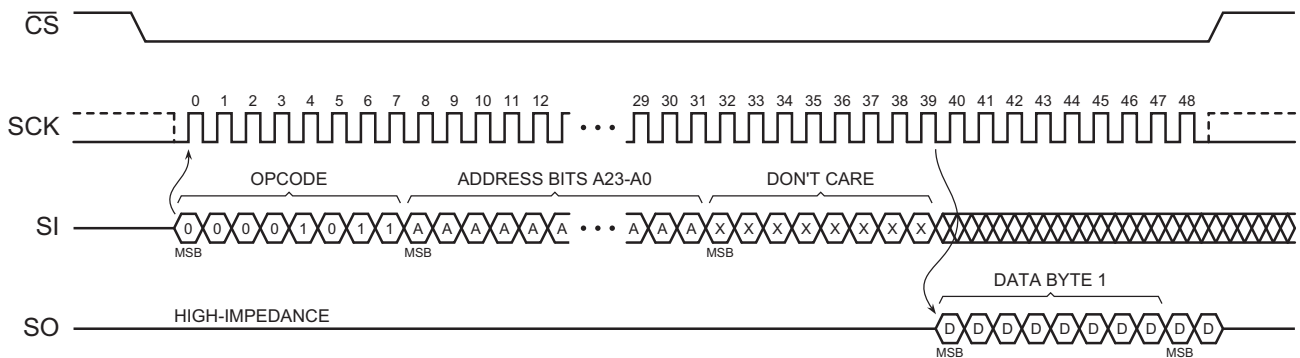 CS
0 1 2 3 4 5 6 7 8 9 10 11 12 29 30 31 32 33 34 35 36 37 38 39 40 41 42 43 44 45 46 47 48
SCK • • •
OPCODE ADDRESS BITS A23-A0 DON'T CARE
SI 0 0 0 0 1 0 1 1 A A A A A A • • • A A A X X X X X X X X
MSB MSB MSB
DATA BYTE 1
HIGH-IMPEDANCE
SO D D D D D D D D D D
MSB MSB